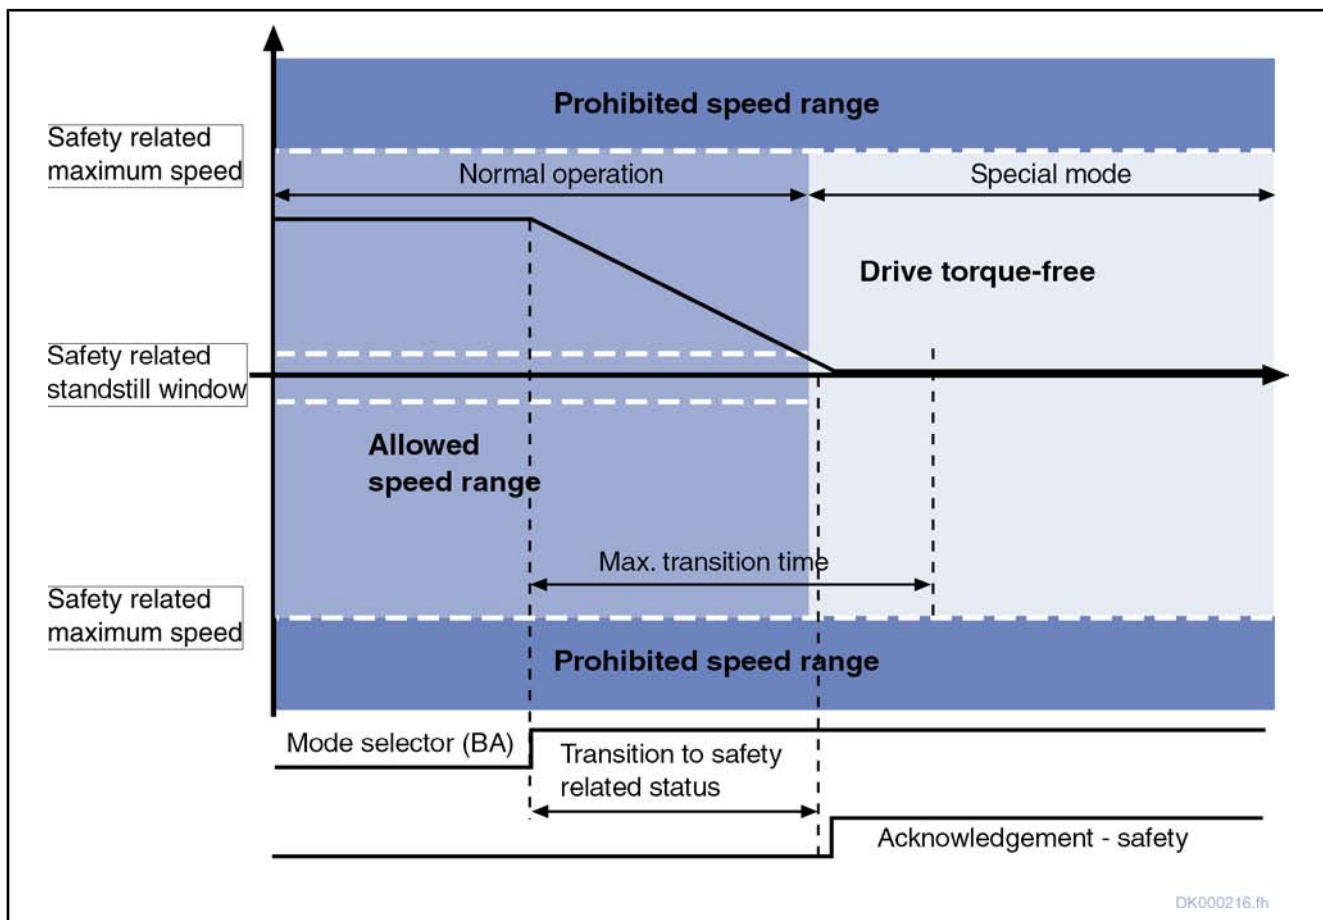 Prohibited speed range
Safety related
maximum speed
Normal operation
Special mode
Drive torque-free
Safety related
standstill window
Allowed
speed range
Max. transition time
Safety related
maximum speed
Prohibited speed range
Mode selector (BA)
Transition to safety
related status
Acknowledgement - safety
DK000216.fh